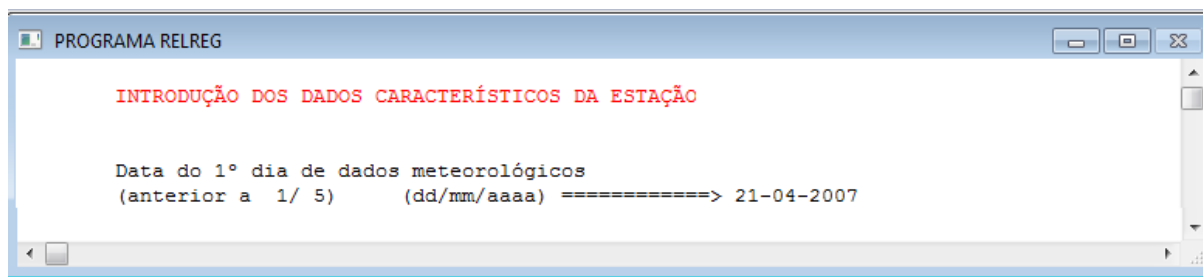 PROGRAMA RELREG
INTRODUÇÃO DOS DADOS CARACTERÍSTICOS DA ESTAÇÃO
Data do 1º dia de dados meteorológicos
(anterior a  1/ 5)      (dd/mm/aaaa) ============> 21-04-2007